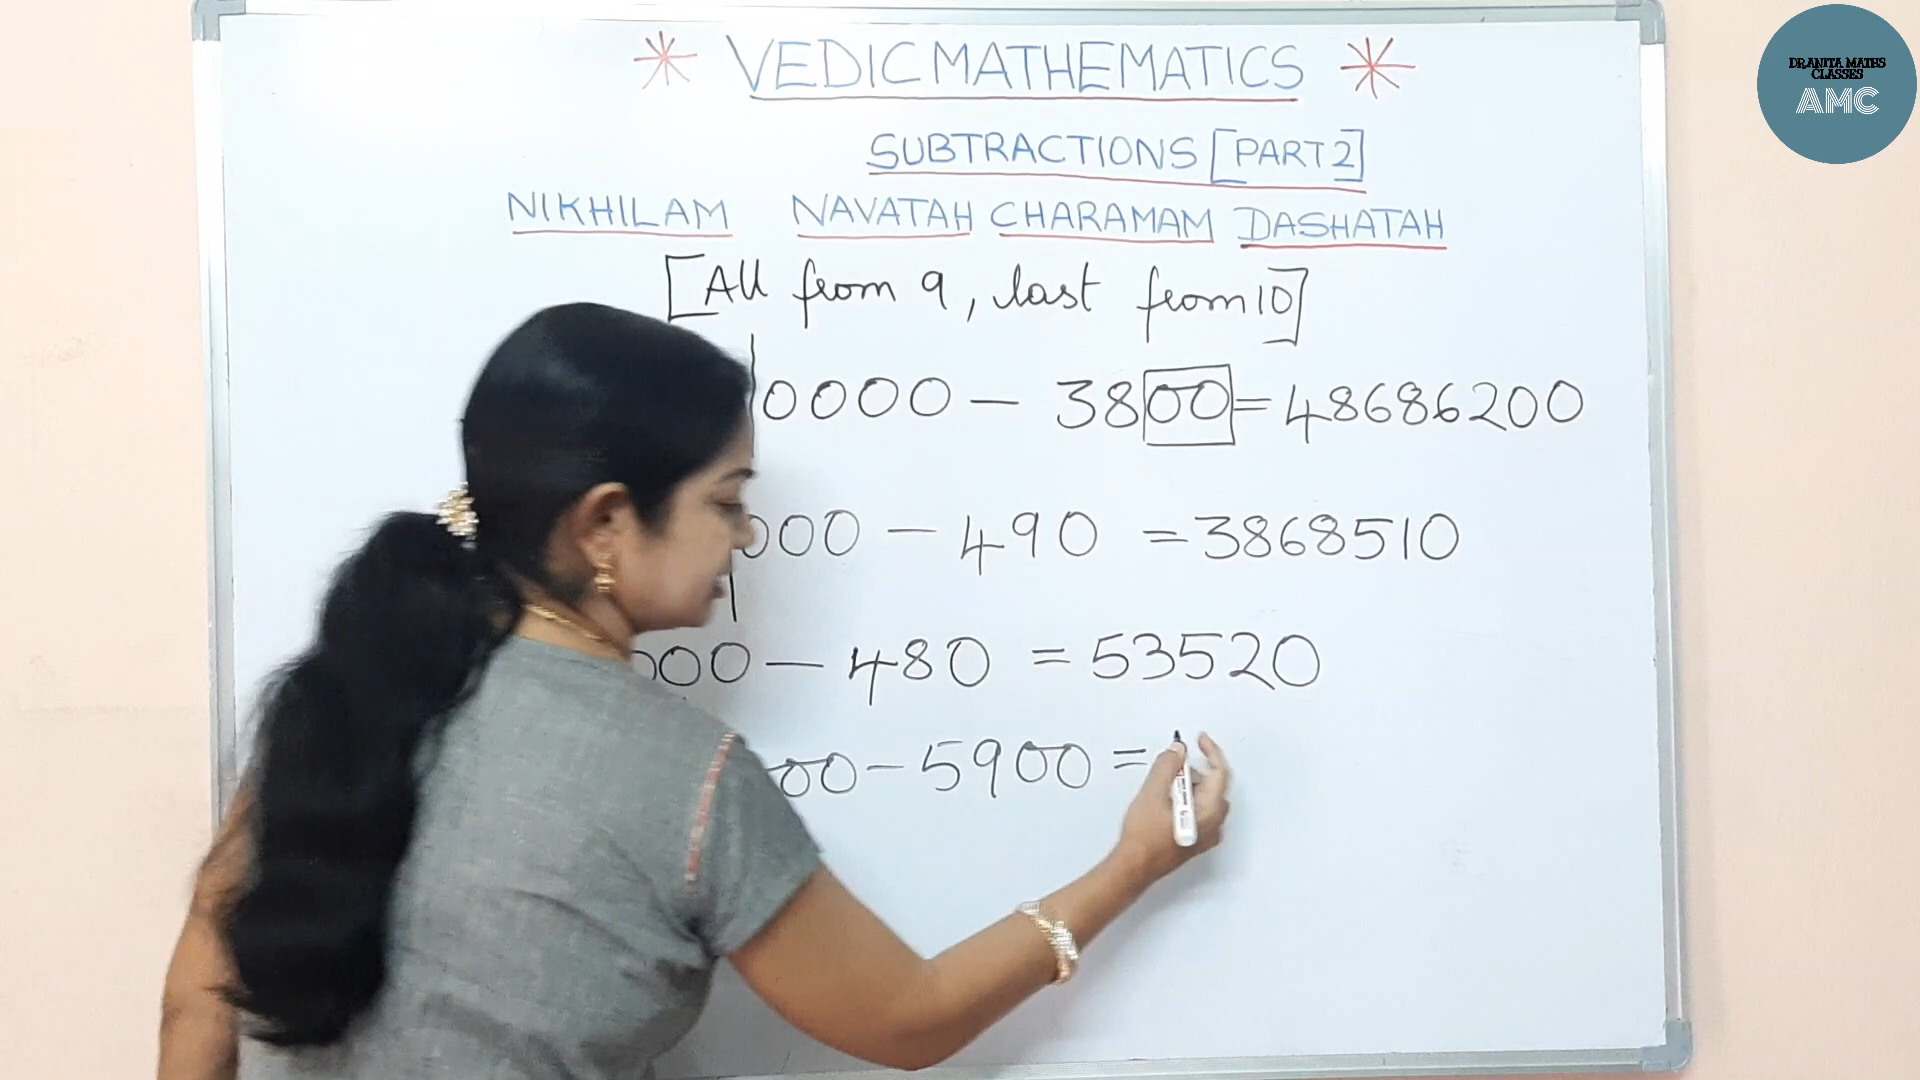 DR ANITA MATHS
CLASSES
AMC
* VEDIC MATHEMATICS *
SUBTRACTIONS [PART 2]
NIKHILAM NAVATAH CHARAMAM DASHATAH
[All from 9, last from 10]
0000 - 3800 = 48686200
000 - 490 = 3868510
000 - 480 = 53520
00 - 5900 =